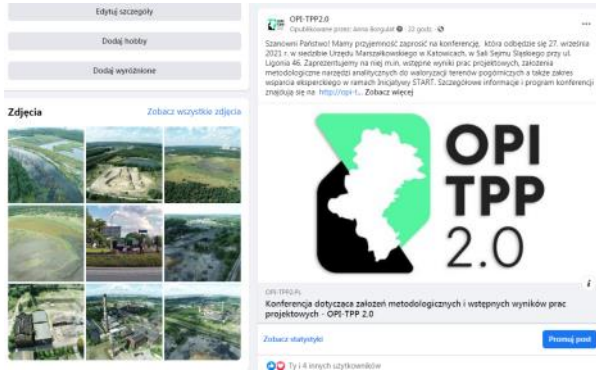 Edytuj szczegóły
Dodaj hobby
Dodaj wyróżnione
Zdjęcia
Zobacz wszystkie zdjęcia
OPI-TPP2.0
Opublikowane przez: Anna Borgulat · 22 godz. ·
Szanowni Państwo! Mamy przyjemność zaprosić na konferencję, która odbędzie się 27. września
2021 r. w siedzibie Urzędu Marszałkowskiego w Katowicach, w Sali Sejmu Śląskiego przy ul.
Ligonia 46. Zaprezentujemy na niej m.in. wstępne wyniki prac projektowych, założenia
metodologiczne narzędzi analitycznych do waloryzacji terenów pogórniczych a także zakres
wsparcia eksperckiego w ramach Inicjatywy START. Szczegółowe informacje i program konferencji
znajdują się na http://opi-t... Zobacz więcej
OPI
TPP
2.0
OPI-TPP2.PL
Konferencja dotycząca założeń metodologicznych i wstępnych wyników prac
projektowych - OPI-TPP 2.0
Zobacz statystyki
Promuj post
Ty i 4 innych użytkowników